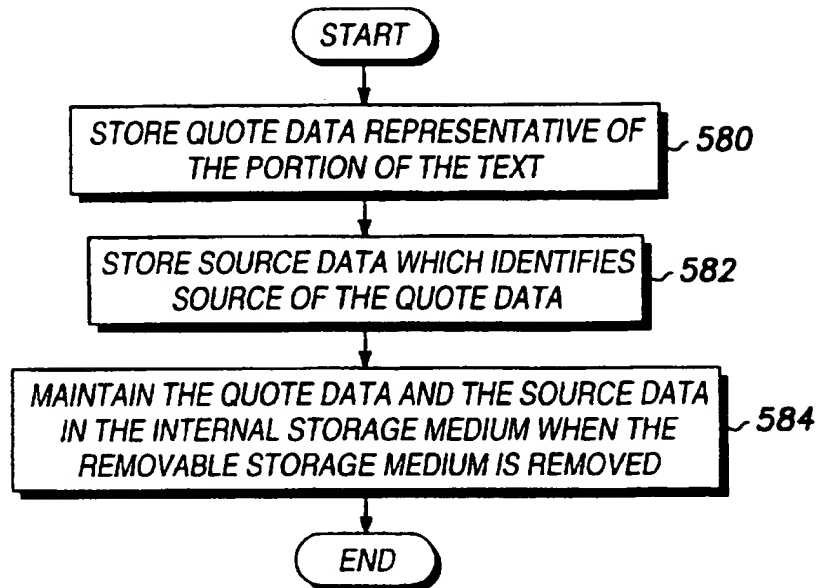 START
STORE QUOTE DATA REPRESENTATIVE OF
THE PORTION OF THE TEXT
580
STORE SOURCE DATA WHICH IDENTIFIES
SOURCE OF THE QUOTE DATA
582
MAINTAIN THE QUOTE DATA AND THE SOURCE DATA
IN THE INTERNAL STORAGE MEDIUM WHEN THE
REMOVABLE STORAGE MEDIUM IS REMOVED
584
END